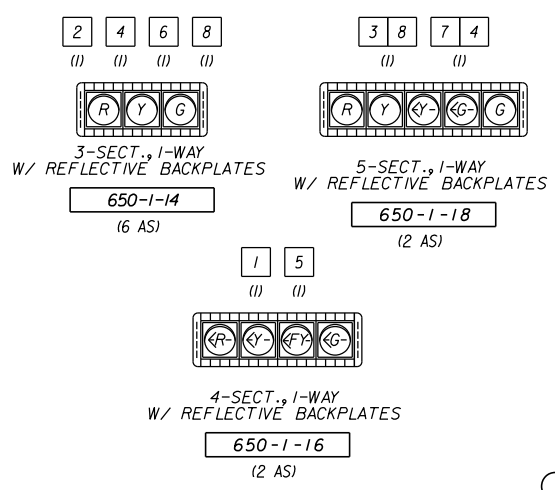 2 4 6 8
(1) (1) (1) (1)
R Y G
3-SECT., 1-WAY
W/ REFLECTIVE BACKPLATES
650-1-14
(6 AS)
3 8 7 4
(1) (1)
R Y <Y- <G- G
5-SECT., 1-WAY
W/ REFLECTIVE BACKPLATES
650-1-18
(2 AS)
1 5
(1) (1)
<R- <Y- <FY- <G-
4-SECT., 1-WAY
W/ REFLECTIVE BACKPLATES
650-1-16
(2 AS)